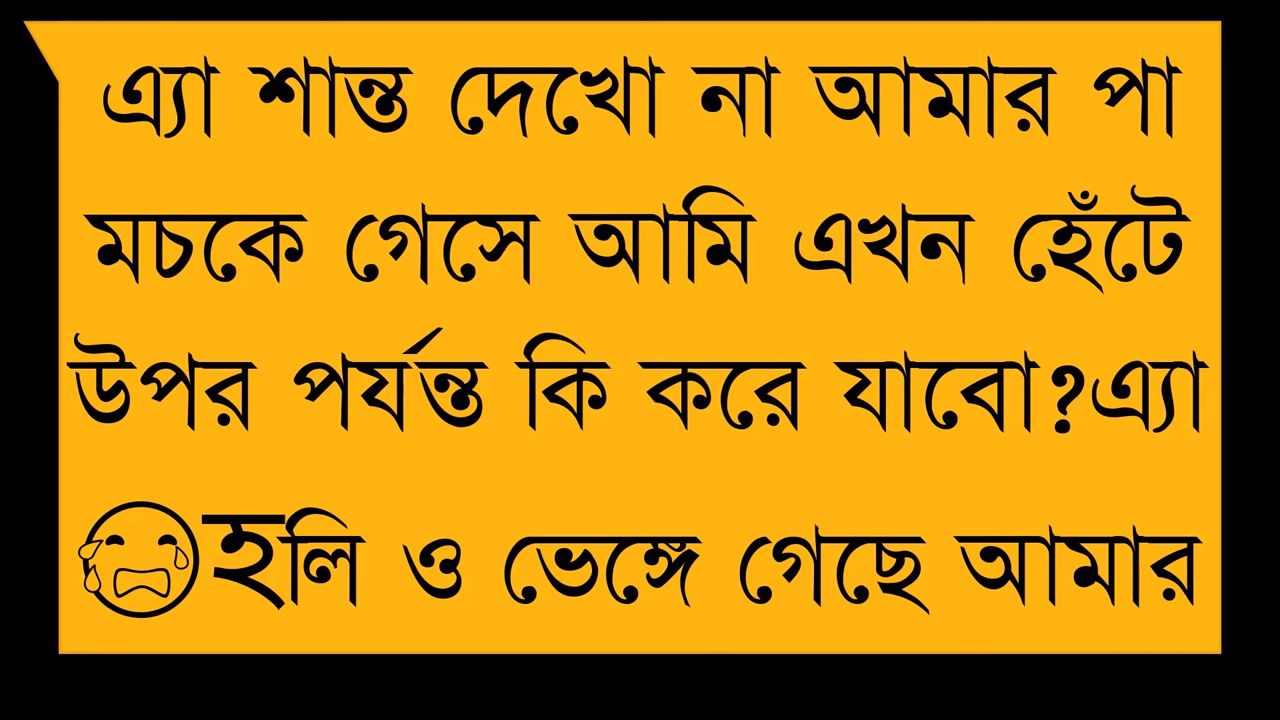 এ্যা শান্ত দেখো না আমার পা
মচকে গেসে আমি এখন হেঁটে
উপর পর্যন্ত কি করে যাবো?এ্যা
😭হলি ও ভেঙ্গে গেছে আমার